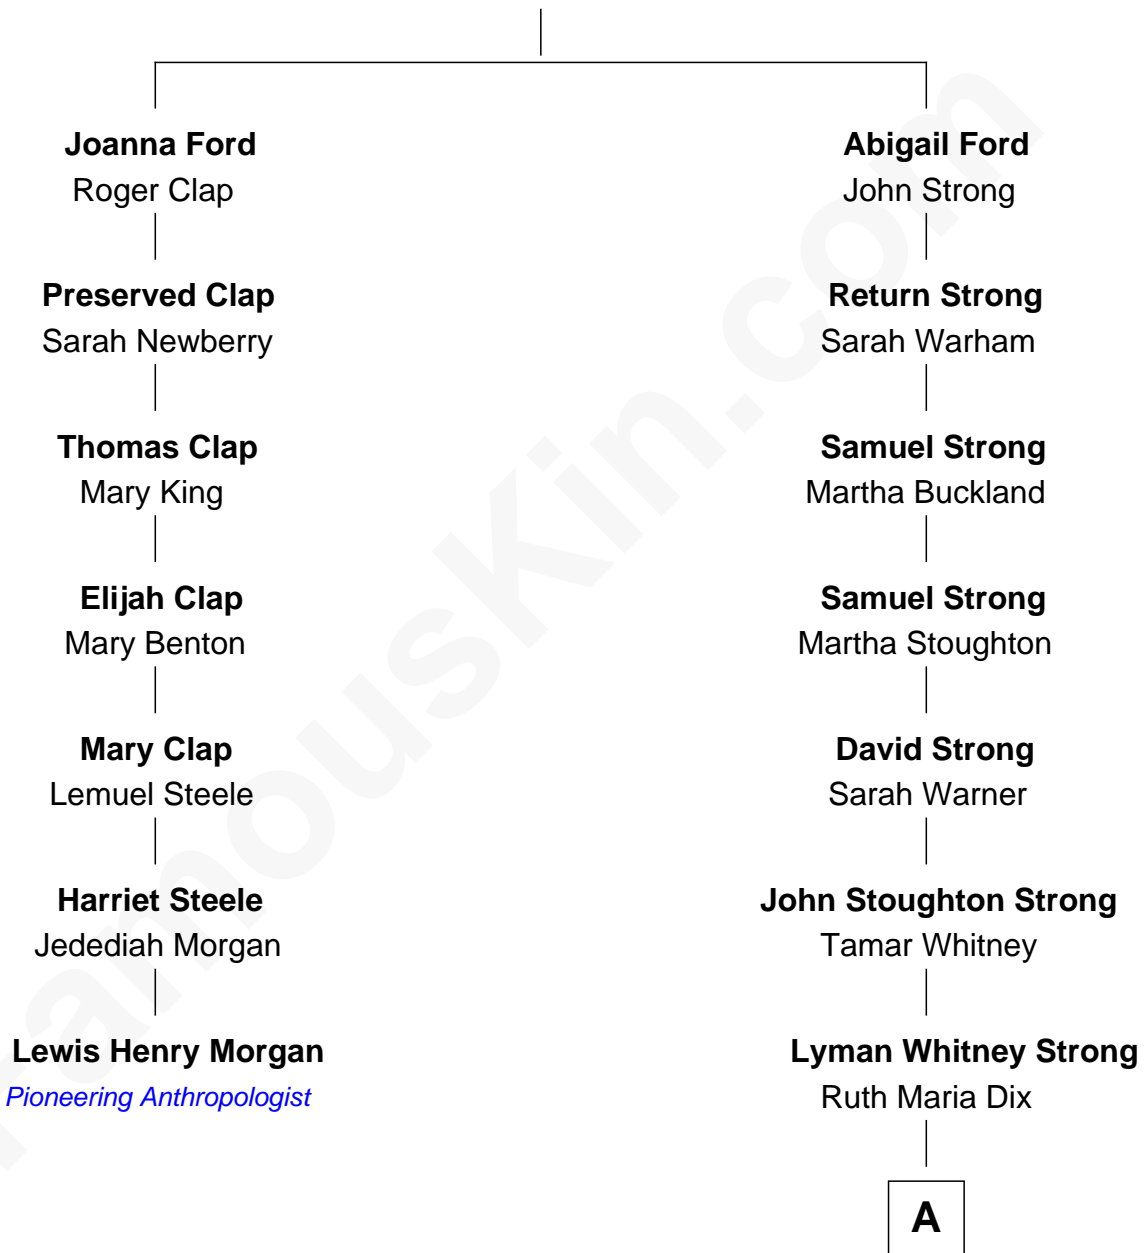 Joanna Ford
Roger Clap
Preserved Clap
Sarah Newberry
Thomas Clap
Mary King
Elijah Clap
Mary Benton
Mary Clap
Lemuel Steele
Harriet Steele
Jedediah Morgan
Lewis Henry Morgan
Pioneering Anthropologist
Abigail Ford
John Strong
Return Strong
Sarah Warham
Samuel Strong
Martha Buckland
Samuel Strong
Martha Stoughton
David Strong
Sarah Warner
John Stoughton Strong
Tamar Whitney
Lyman Whitney Strong
Ruth Maria Dix
A
FamousKin.com